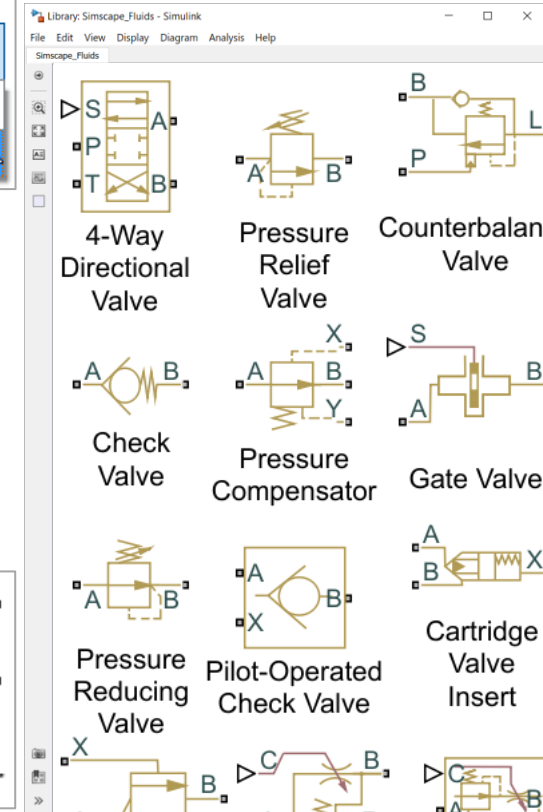 Library: Simscape_Fluids - Simulink
File Edit View Display Diagram Analysis Help
Simscape_Fluids
S
A
P
T
B
4-Way
Directional
Valve
A
B
Pressure
Relief
Valve
B
L
P
Counterbalan
Valve
A
B
Check
Valve
X
A
B
Y
Pressure
Compensator
S
B
A
Gate Valve
A
B
Pressure
Reducing
Valve
A
B
X
Pilot-Operated
Check Valve
A
B
X
Cartridge
Valve
Insert
X
B
C
B
C
B
A